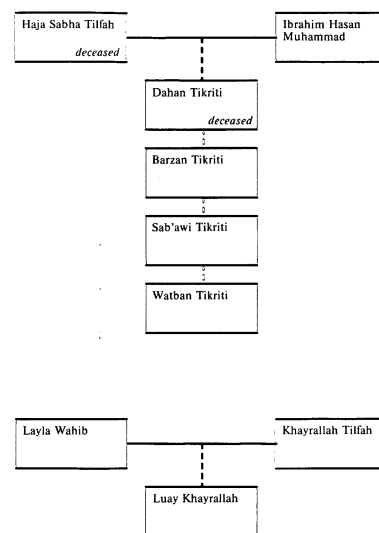 Haja Sabha Tilfah
deceased
Ibrahim Hasan
Muhammad
Dahan Tikriti
deceased
Barzan Tikriti
Sab'awi Tikriti
Watban Tikriti
Layla Wahib
Khayrallah Tilfah
Luay Khayrallah